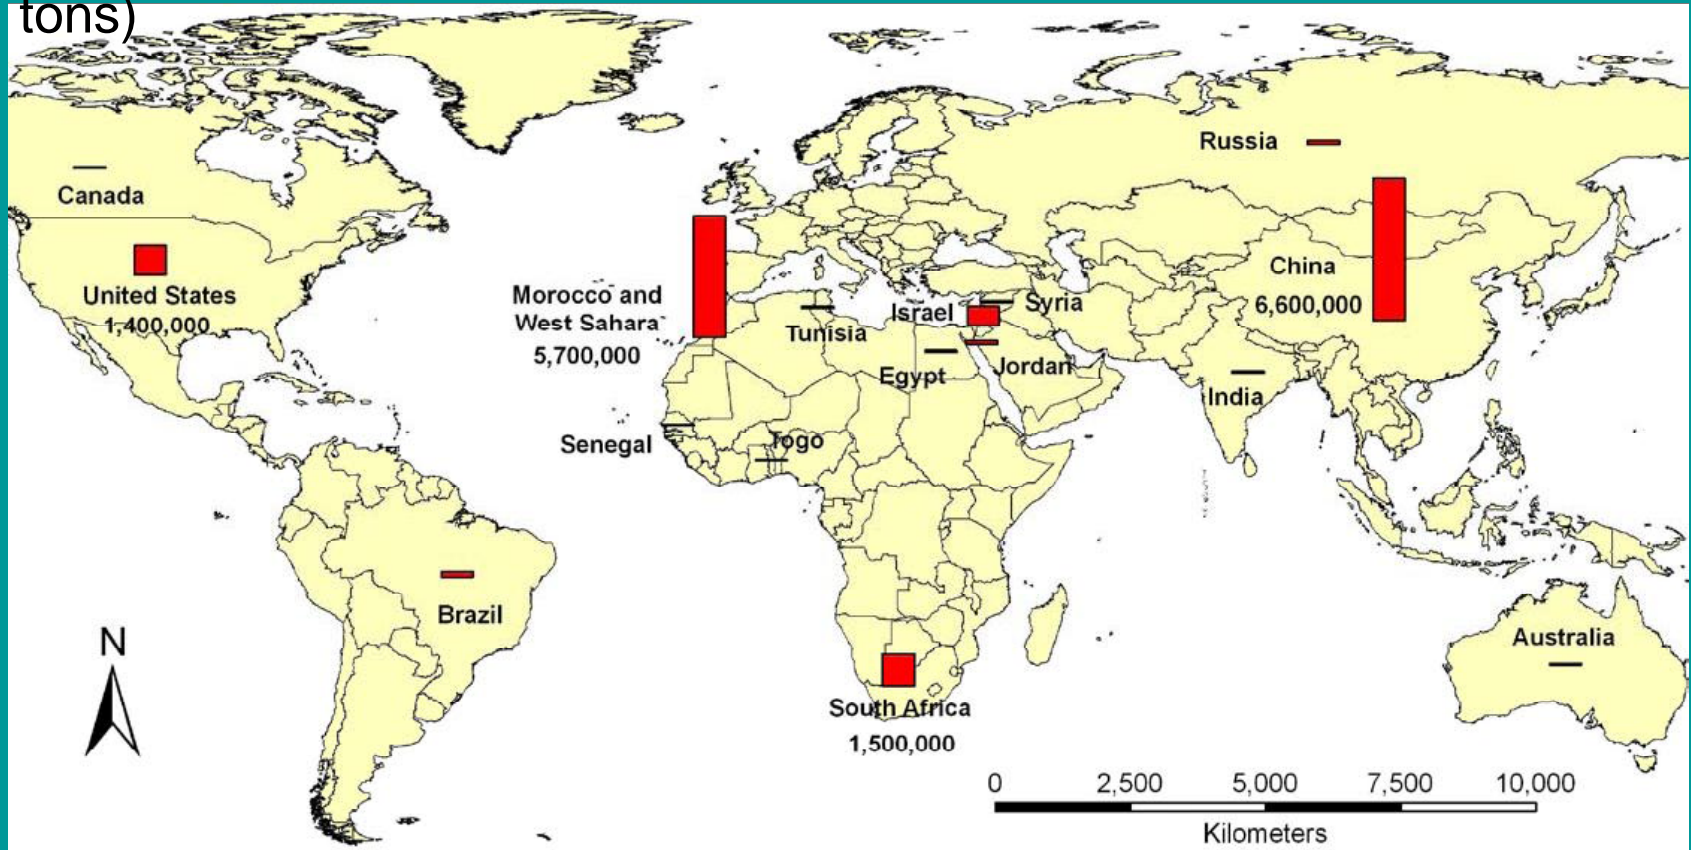 tons)
Russia
Canada
China
6,600,000
United States
1,400,000
Morocco and
West Sahara
5,700,000
Tunisia
Israel
Syria
Egypt
Jordan
India
Senegal
Togo
Brazil
N
Australia
South Africa
1,500,000
0 2,500 5,000 7,500 10,000
Kilometers